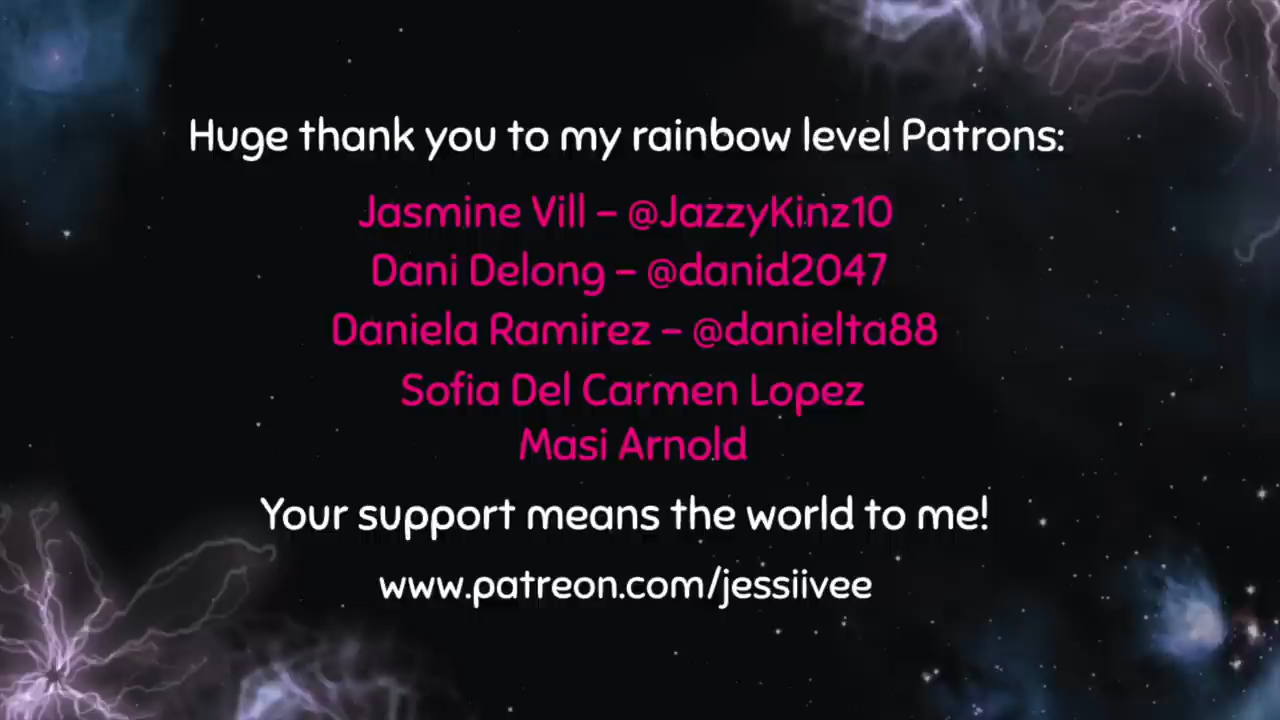 Huge thank you to my rainbow level Patrons:
Jasmine Vill - @JazzyKinz10
Dani Delong - @danid2047
Daniela Ramirez - @danielta88
Sofia Del Carmen Lopez
Masi Arnold
Your support means the world to me!
www.patreon.com/jessiivee